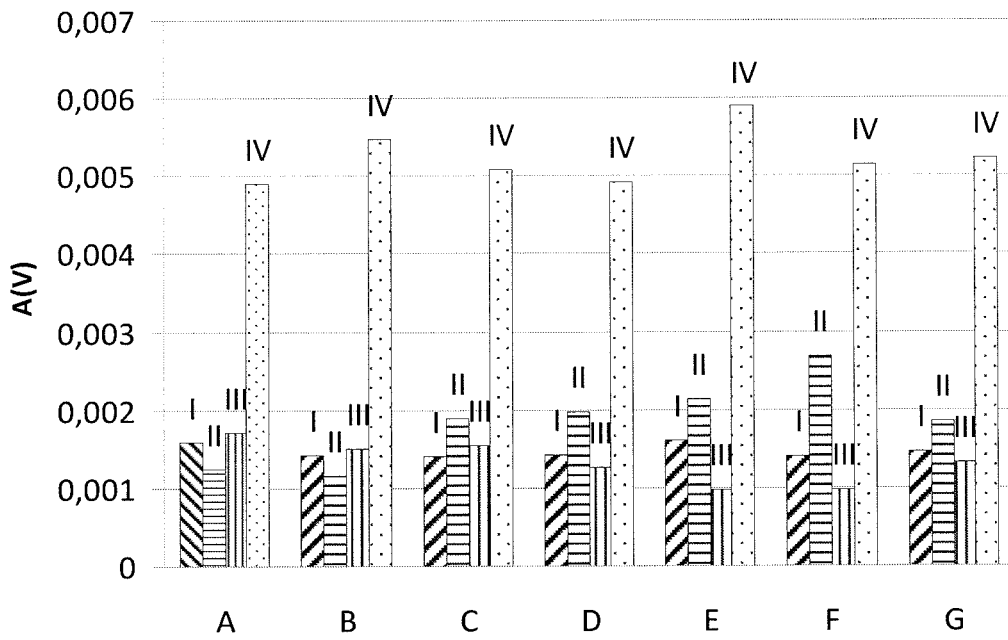 0,007
0,006
0,005
0,004
0,003
0,002
0,001
0
A(V)
I II III IV
I II III IV
I II III IV
I II III IV
I II III IV
I II III IV
I II III IV
A B C D E F G